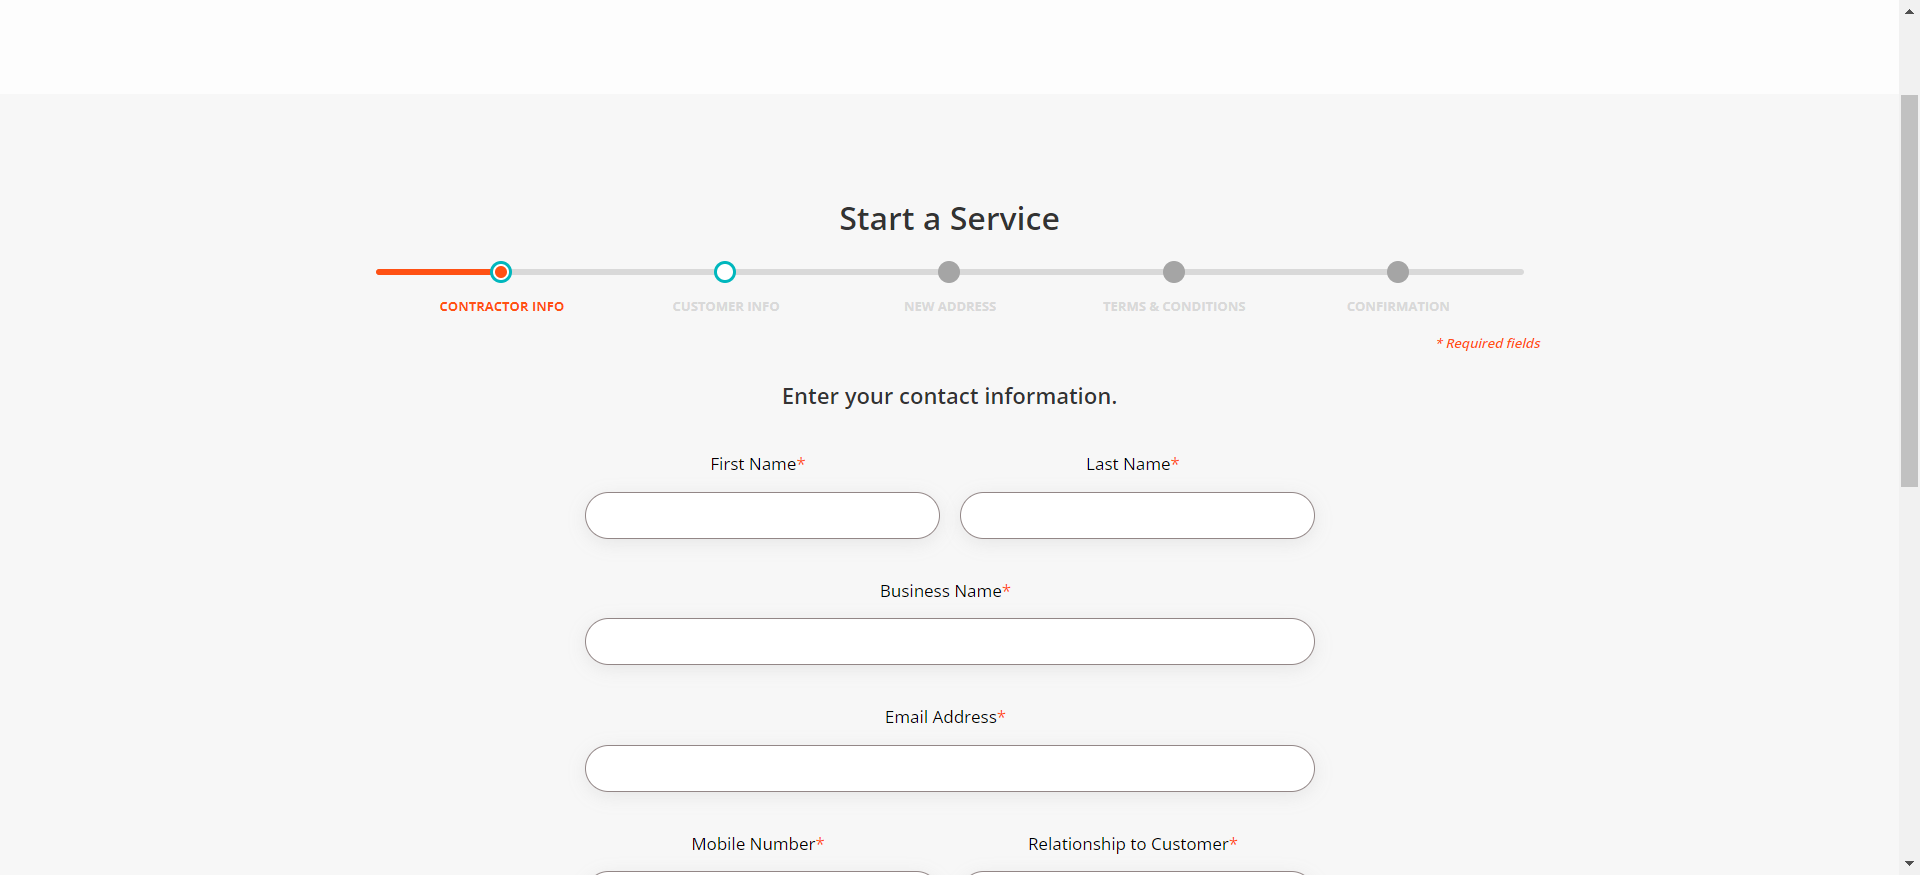 Start a Service
CONTRACTOR INFO CUSTOMER INFO NEW ADDRESS TERMS & CONDITIONS CONFIRMATION
* Required fields
Enter your contact information.
First Name* Last Name*
Business Name*
Email Address*
Mobile Number* Relationship to Customer*